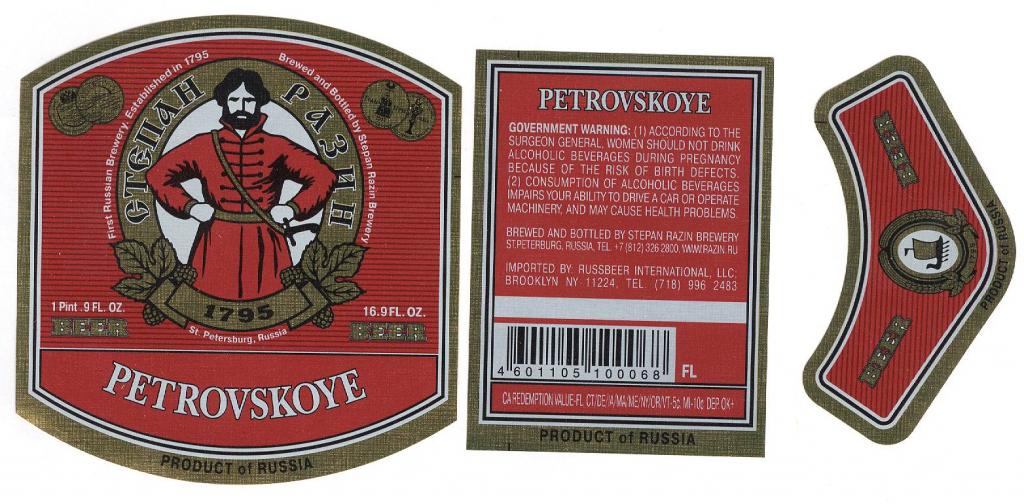 First Russian Brewery, Established in 1795
Brewed and Bottled by Stepan Razin Brewery
СТЕПАН РАЗИН
1 Pint .9 FL. OZ.
BEER
1795
St. Petersburg, Russia
16.9 FL. OZ.
BEER
PETROVSKOYE
PRODUCT of RUSSIA
PETROVSKOYE
GOVERNMENT WARNING: (1) ACCORDING TO THE
SURGEON GENERAL, WOMEN SHOULD NOT DRINK
ALCOHOLIC BEVERAGES DURING PREGNANCY
BECAUSE OF THE RISK OF BIRTH DEFECTS.
(2) CONSUMPTION OF ALCOHOLIC BEVERAGES
IMPAIRS YOUR ABILITY TO DRIVE A CAR OR OPERATE
MACHINERY, AND MAY CAUSE HEALTH PROBLEMS.
BREWED AND BOTTLED BY STEPAN RAZIN BREWERY
ST.PETERBURG, RUSSIA, TEL. +7 (812) 326 2800. WWW.RAZIN.RU
IMPORTED BY: RUSSBEER INTERNATIONAL, LLC;
BROOKLYN NY 11224, TEL. (718) 996 2483
4 601105 100068
FL
CA REDEMPTION VALUE-FL CT/DE/IA/MA/ME/NY/OR/VT-5¢, MI-10¢ DEP OK+
PRODUCT of RUSSIA
BEER
BEER
PRODUCT of RUSSIA